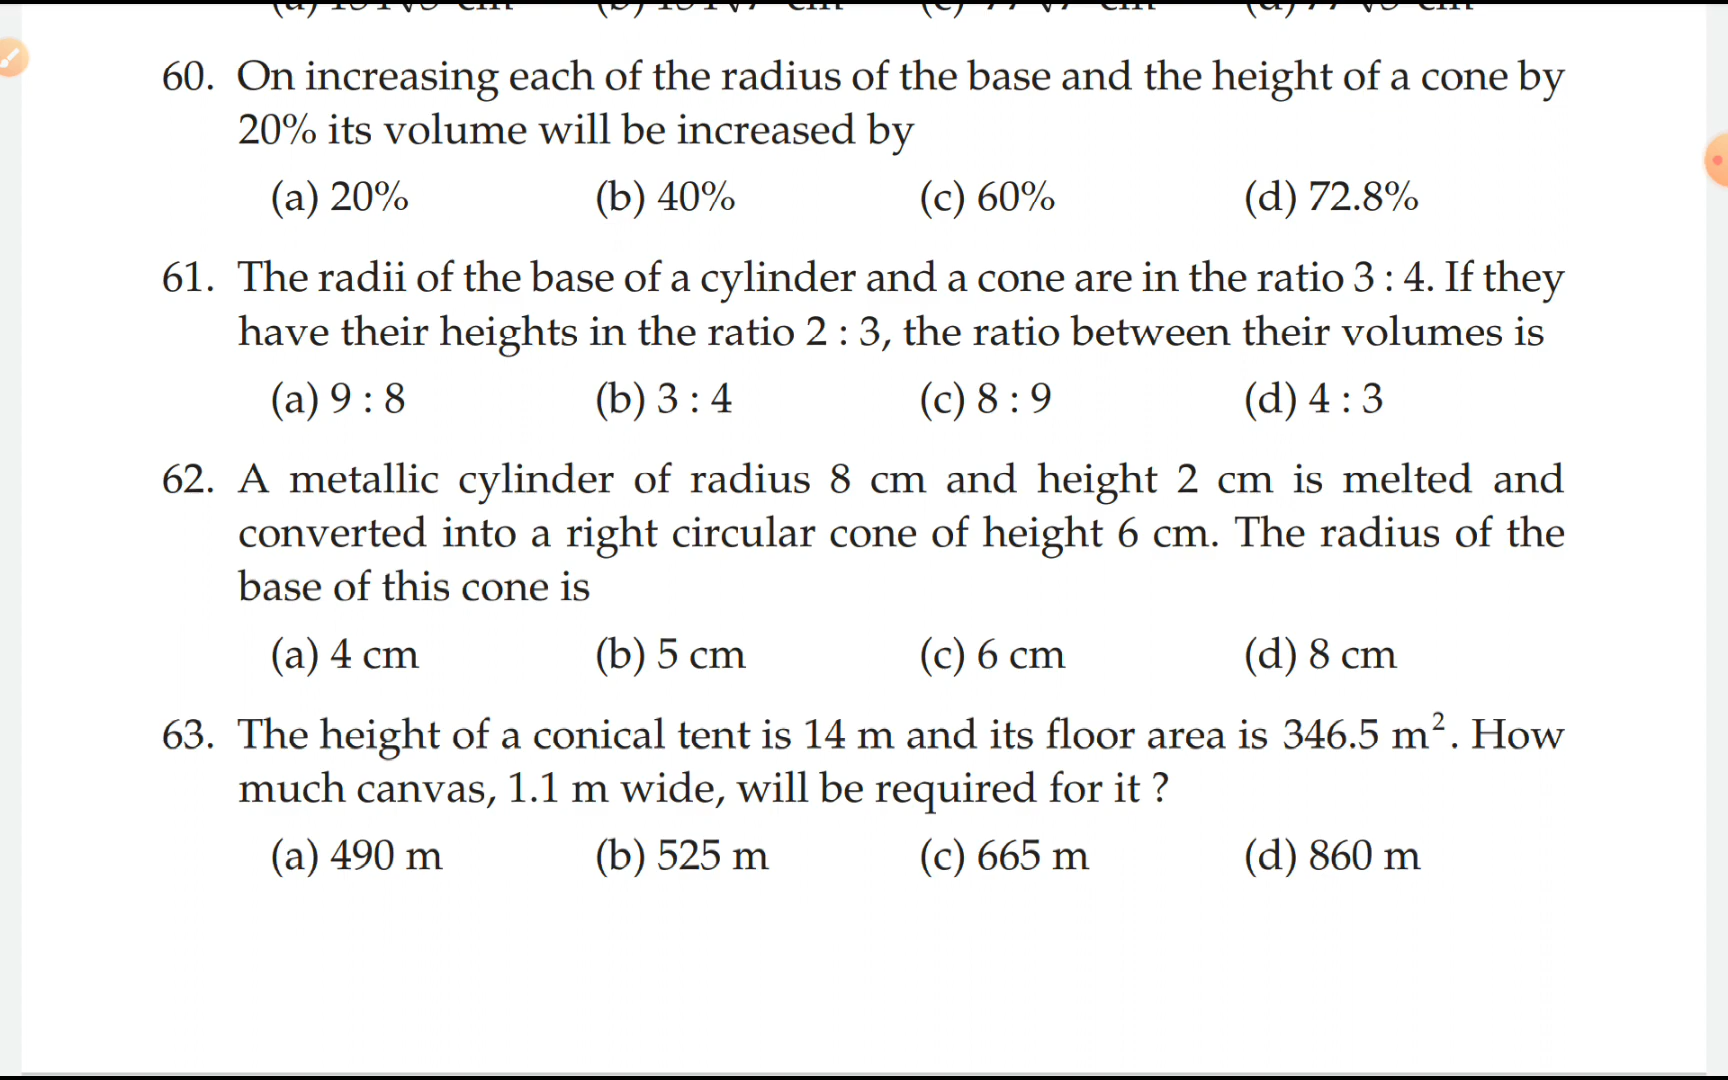 60. On increasing each of the radius of the base and the height of a cone by
20% its volume will be increased by
(a) 20% (b) 40% (c) 60% (d) 72.8%
61. The radii of the base of a cylinder and a cone are in the ratio 3 : 4. If they
have their heights in the ratio 2 : 3, the ratio between their volumes is
(a) 9 : 8 (b) 3 : 4 (c) 8 : 9 (d) 4 : 3
62. A metallic cylinder of radius 8 cm and height 2 cm is melted and
converted into a right circular cone of height 6 cm. The radius of the
base of this cone is
(a) 4 cm (b) 5 cm (c) 6 cm (d) 8 cm
63. The height of a conical tent is 14 m and its floor area is 346.5 m². How
much canvas, 1.1 m wide, will be required for it ?
(a) 490 m (b) 525 m (c) 665 m (d) 860 m